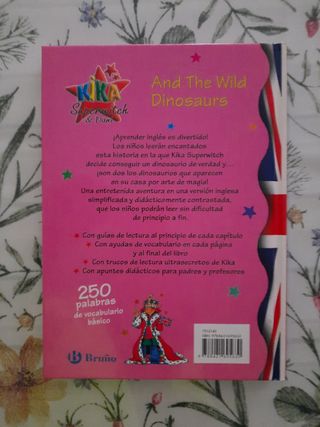 KIKA
Superwitch
& Dani
And The Wild
Dinosaurs
¡Aprender inglés es divertido!
Los niños leerán encantados
esta historia en la que Kika Superwitch
decide conseguir un dinosaurio de verdad y...
¡son dos los dinosaurios que aparecen
en su casa por arte de magia!
Una entretenida aventura en una versión inglesa
simplificada y didácticamente contrastada,
que los niños podrán leer sin dificultad
de principio a fin.
Con guías de lectura al principio de cada capítulo
Con ayudas de vocabulario en cada página
y al final del libro
Con trucos de lectura ultrasecretos de Kika
Con apuntes didácticos para padres y profesores
250
palabras
de vocabulario
básico
Bruño